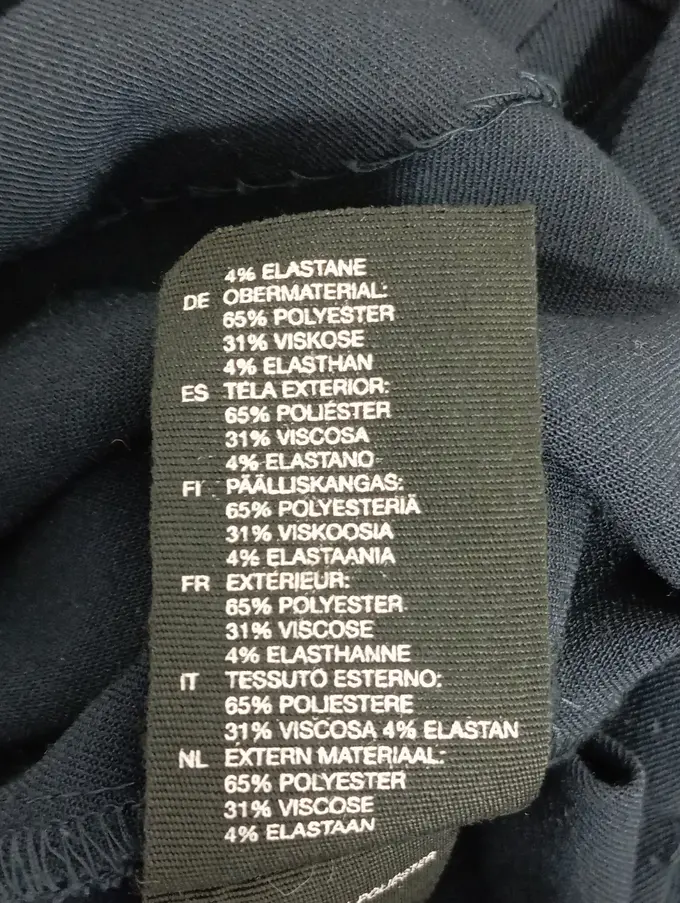 4% ELASTANE
DE OBERMATERIAL:
65% POLYESTER
31% VISKOSE
4% ELASTHAN
ES TELA EXTERIOR:
65% POLIÉSTER
31% VISCOSA
4% ELASTANO
FI PÄÄLLISKANGAS:
65% POLYESTERIÄ
31% VISKOOSIA
4% ELASTAANIA
FR EXTÉRIEUR:
65% POLYESTER
31% VISCOSE
4% ELASTHANNE
IT TESSUTO ESTERNO:
65% POLIESTERE
31% VISCOSA 4% ELASTAN
NL EXTERN MATERIAAL:
65% POLYESTER
31% VISCOSE
4% ELASTAAN
POLYESTER